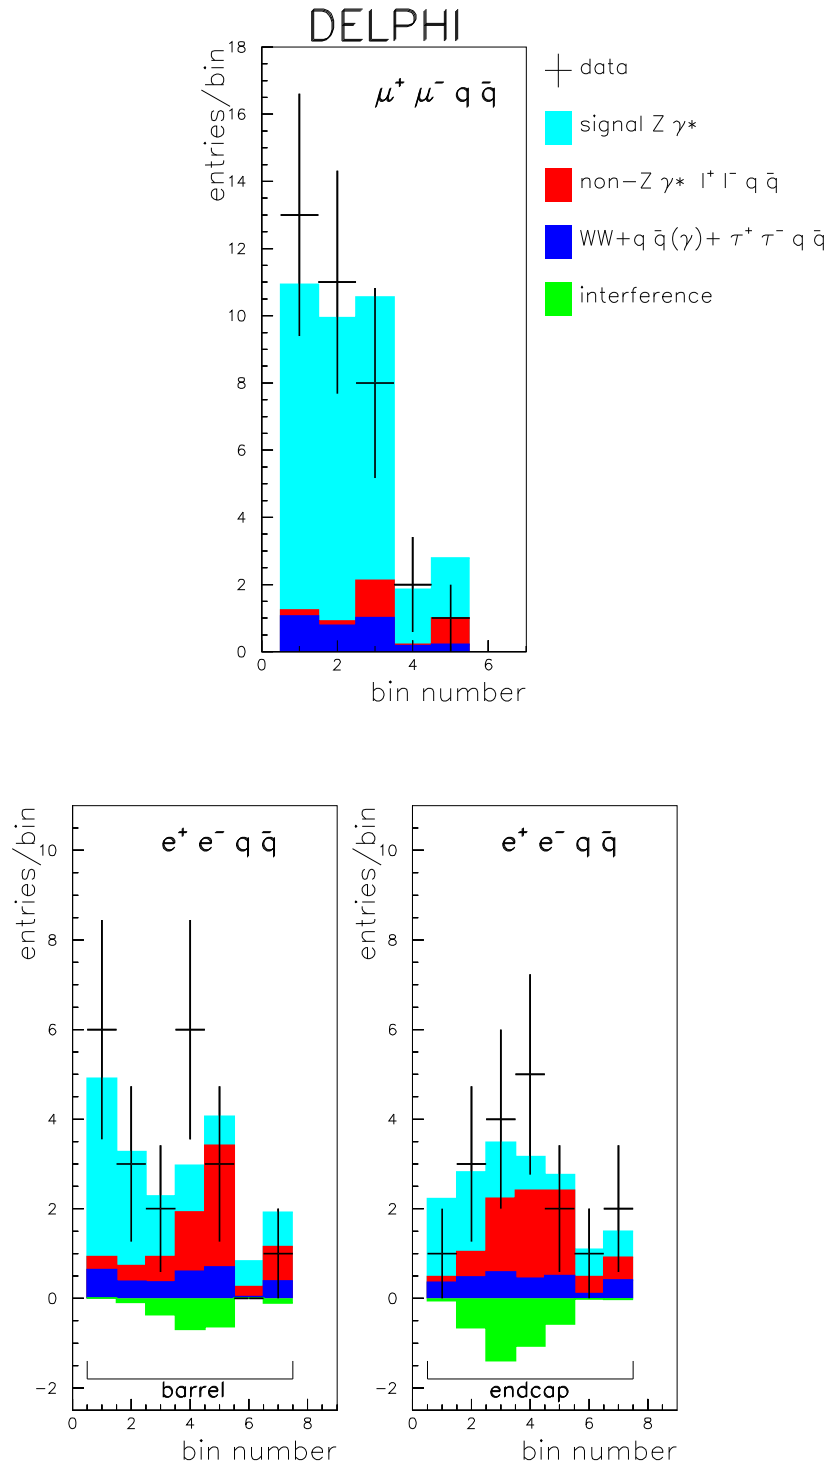 DELPHI
entries/bin
18
16
14
12
10
8
6
4
2
0
μ⁺ μ⁻ q q̄
0 2 4 6
bin number
data
signal Z γ*
non-Z γ* l⁺ l⁻ q q̄
WW+q q̄(γ)+ τ⁺ τ⁻ q q̄
interference
entries/bin
10
8
6
4
2
0
-2
e⁺ e⁻ q q̄
barrel
0 2 4 6 8
bin number
entries/bin
10
8
6
4
2
0
-2
e⁺ e⁻ q q̄
endcap
0 2 4 6 8
bin number